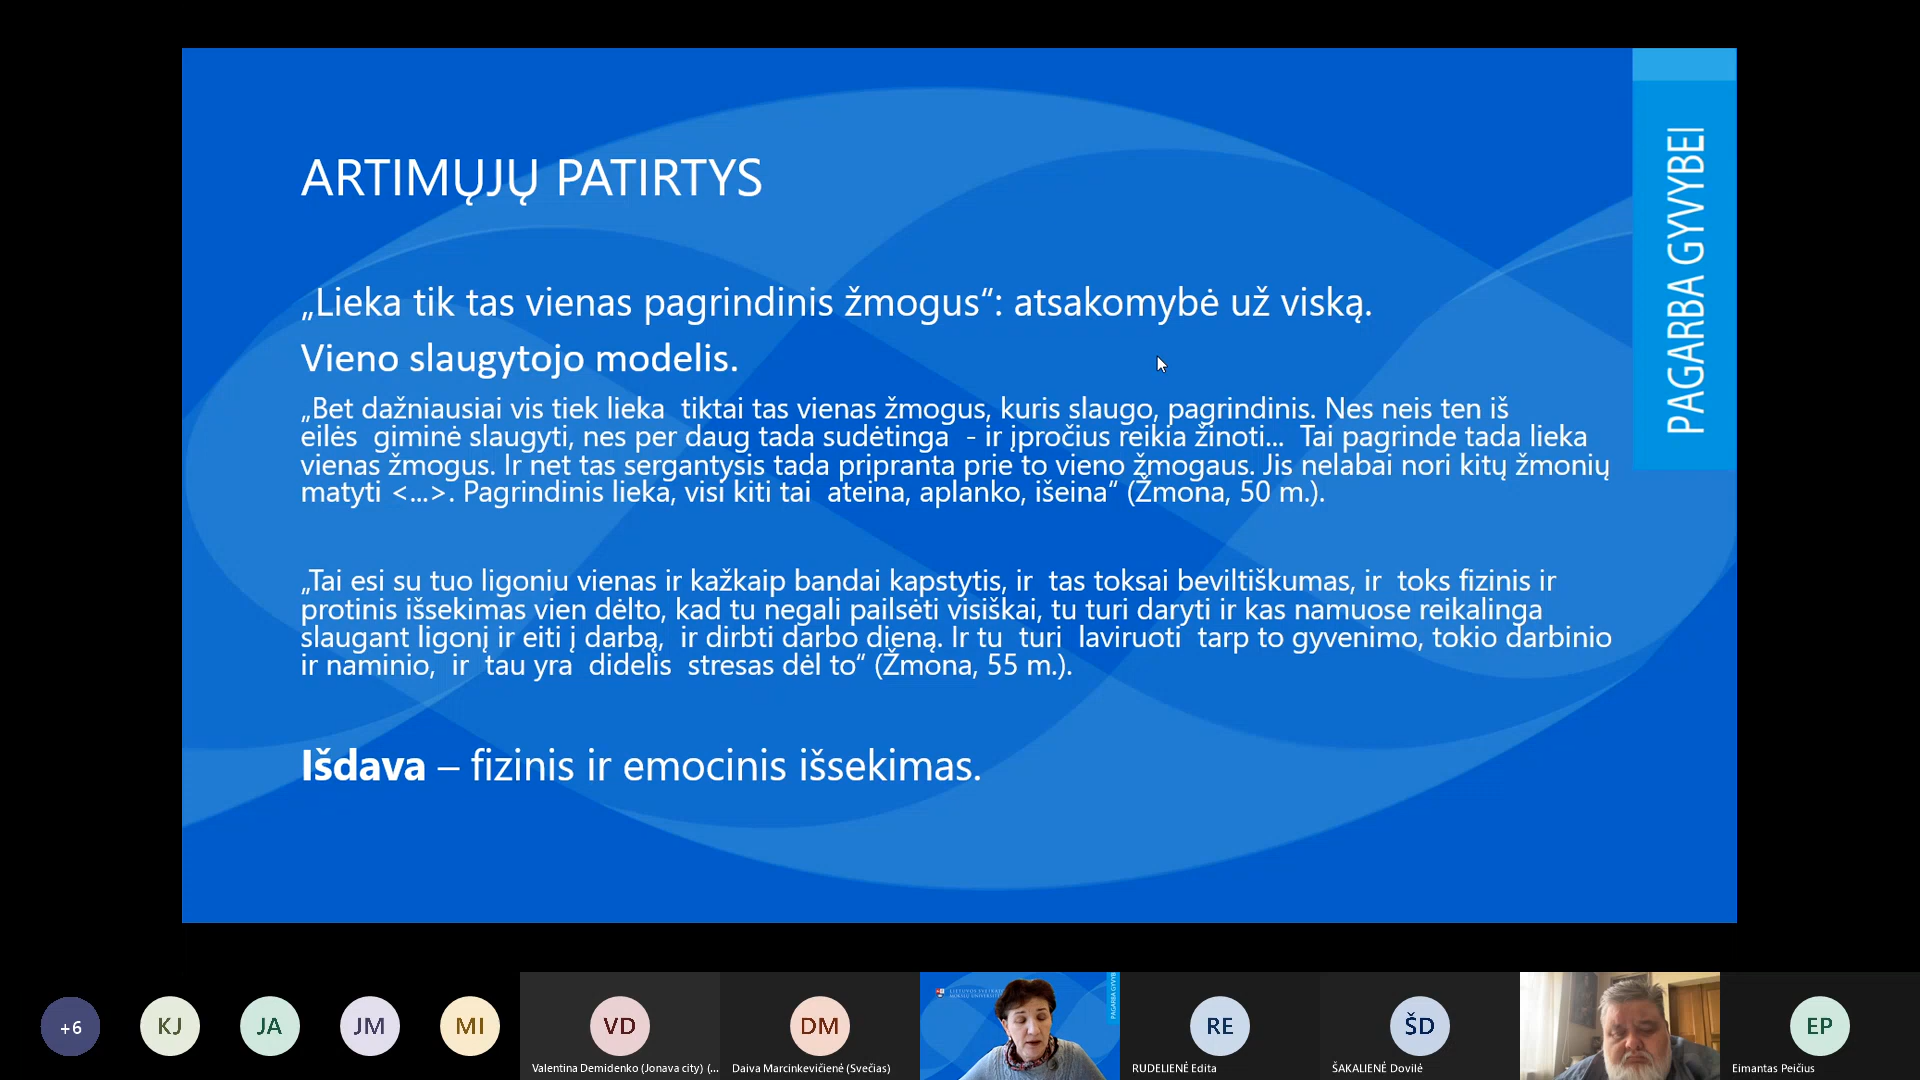 ARTIMŲJŲ PATIRTYS
PAGARBA GYVYBEI
„Lieka tik tas vienas pagrindinis žmogus“: atsakomybė už viską.
Vieno slaugytojo modelis.
„Bet dažniausiai vis tiek lieka  tiktai tas vienas žmogus, kuris slaugo, pagrindinis. Nes neis ten iš
eilės  giminė slaugyti, nes per daug tada sudėtinga  - ir įpročius reikia žinoti...  Tai pagrinde tada lieka
vienas žmogus. Ir net tas sergantysis tada pripranta prie to vieno žmogaus. Jis nelabai nori kitų žmonių
matyti <...>. Pagrindinis lieka, visi kiti tai  ateina, aplanko, išeina“ (Žmona, 50 m.).
„Tai esi su tuo ligoniu vienas ir kažkaip bandai kapstytis, ir  tas toksai beviltiškumas, ir  toks fizinis ir
protinis išsekimas vien dėlto, kad tu negali pailsėti visiškai, tu turi daryti ir kas namuose reikalinga
slaugant ligonį ir eiti į darbą,  ir dirbti darbo dieną. Ir tu  turi  laviruoti  tarp to gyvenimo, tokio darbinio
ir naminio,  ir  tau yra  didelis  stresas dėl to“ (Žmona, 55 m.).
Išdava – fizinis ir emocinis išsekimas.
+6
KJ
JA
JM
MI
VD
DM
RE
ŠD
EP
Valentina Demidenko (Jonava city) (...
Daiva Marcinkevičienė (Svečias)
RUDELIENĖ Edita
ŠAKALIENĖ Dovilė
Eimantas Peičius